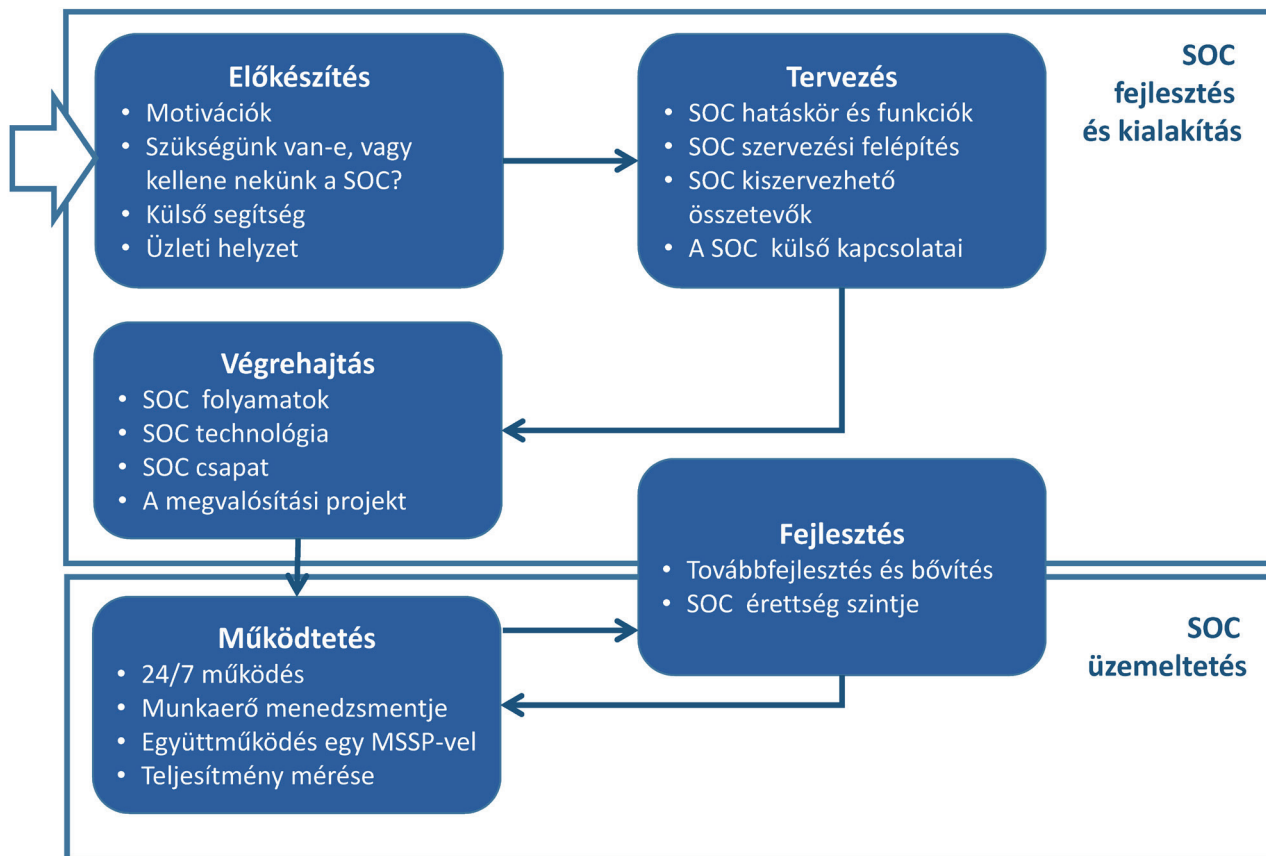 Előkészítés
• Motivációk
• Szükségünk van-e, vagy
kellene nekünk a SOC?
• Külső segítség
• Üzleti helyzet
Tervezés
• SOC hatáskör és funkciók
• SOC szervezési felépítés
• SOC kiszervezhető
összetevők
• A SOC külső kapcsolatai
SOC
fejlesztés
és kialakítás
Végrehajtás
• SOC folyamatok
• SOC technológia
• SOC csapat
• A megvalósítási projekt
Fejlesztés
• Továbbfejlesztés és bővítés
• SOC érettség szintje
Működtetés
• 24/7 működés
• Munkaerő menedzsmentje
• Együttműködés egy MSSP-vel
• Teljesítmény mérése
SOC
üzemeltetés